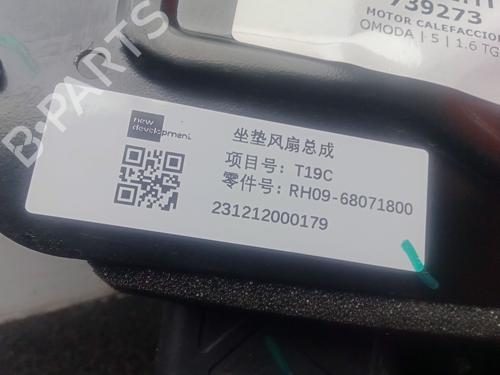 739273
MOTOR CALEFACCIO
OMODA | 5 | 1.6 TG
B-PARTS
new
development
坐垫风扇总成
项目号: T19C
零件号: RH09-68071800
231212000179